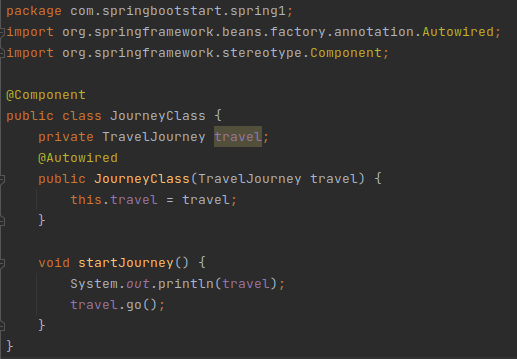 package com.springbootstart.spring1;
import org.springframework.beans.factory.annotation.Autowired;
import org.springframework.stereotype.Component;

@Component
public class JourneyClass {
    private TravelJourney travel;
    @Autowired
    public JourneyClass(TravelJourney travel) {
        this.travel = travel;
    }

    void startJourney() {
        System.out.println(travel);
        travel.go();
    }
}